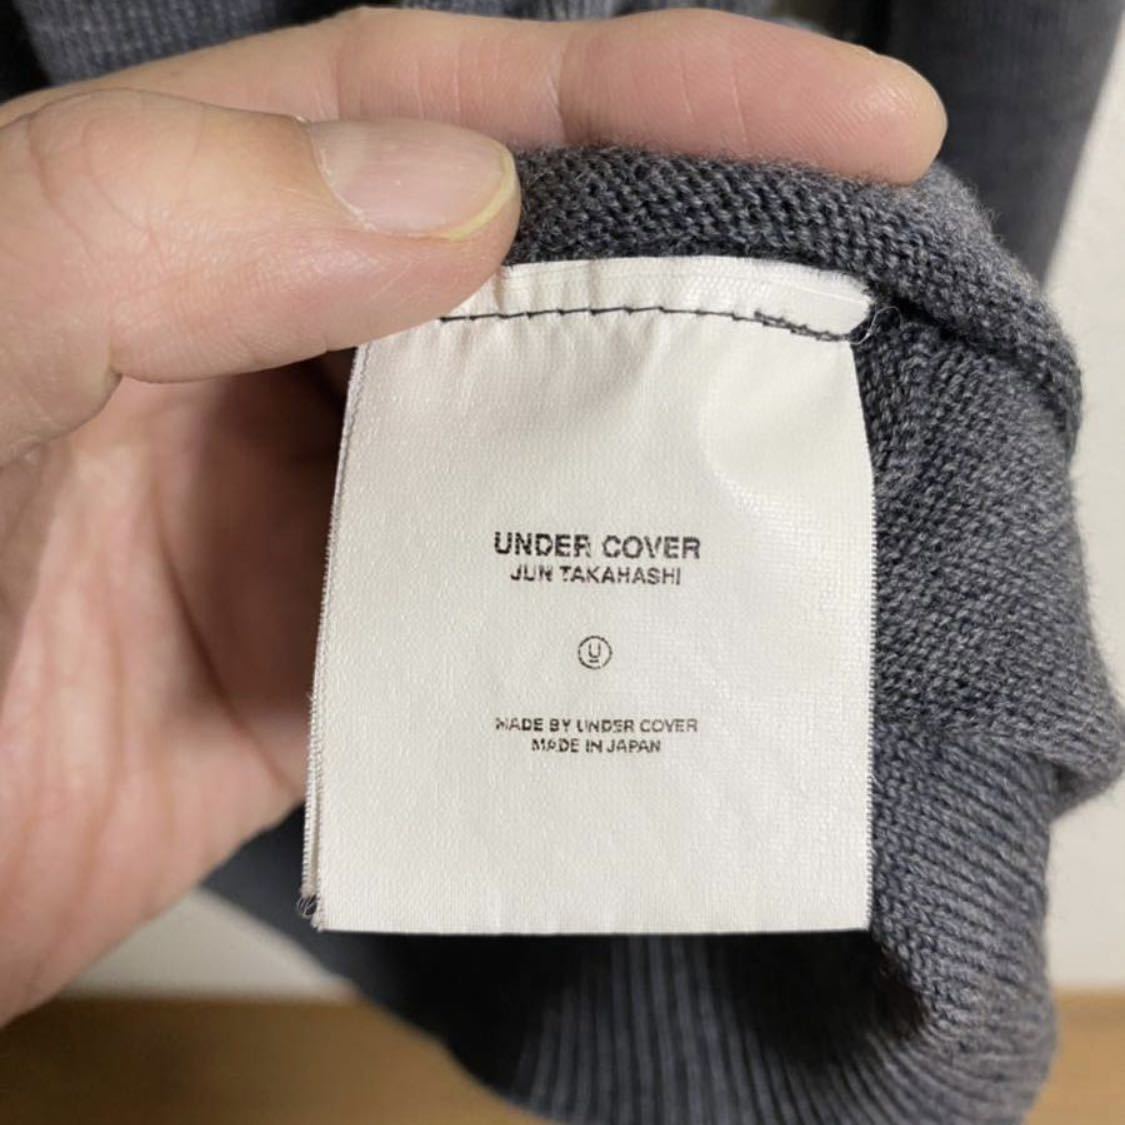 UNDER COVER
JUN TAKAHASHI
U
MADE BY UNDER COVER
MADE IN JAPAN